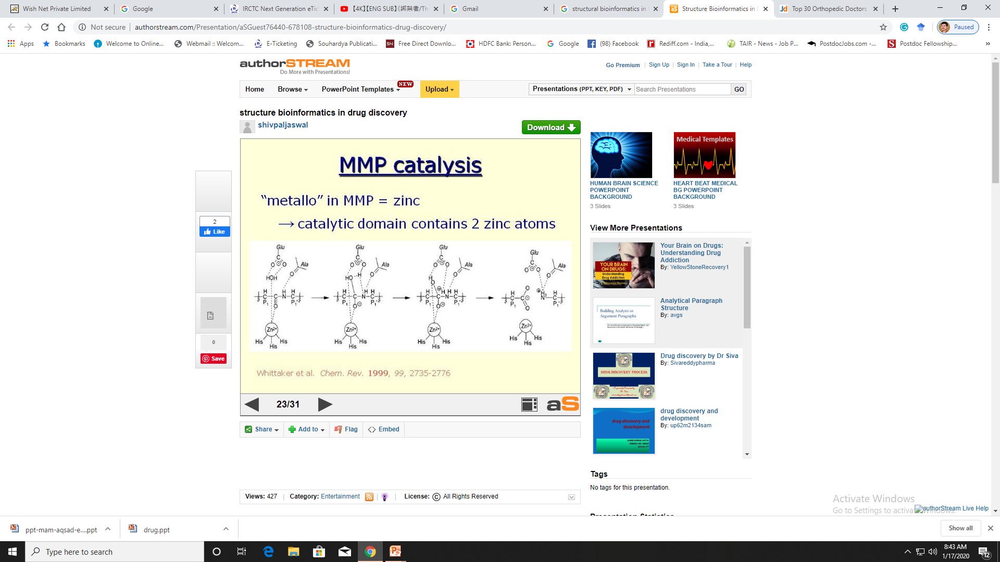 Wish Net Private Limited
Google
IRCTC Next Generation eTic
【4K】【ENG SUB】《绑架者/Th
Gmail
structural bioinformatics in
Structure Bioinformatics in
Top 30 Orthopedic Doctors
Not secure
authorstream.com/Presentation/aSGuest76440-678108-structure-bioinformatics-drug-discovery/
Paused
Apps
Bookmarks
Welcome to Online...
Webmail :: Welcom...
E-Ticketing
Souhardya Publicati...
Free Direct Downlo...
HDFC Bank: Person...
Google
(98) Facebook
Rediff.com - India,...
TAIR - News - Job P...
PostdocJobs.com -...
Postdoc Fellowship...
»
authorSTREAM
Do More with Presentations!
Go Premium | Sign Up | Sign In | Take a Tour | Help
Home
Browse
PowerPoint Templates
NEW
Upload
Presentations (PPT, KEY, PDF)
Search Presentations
GO
structure bioinformatics in drug discovery
shivpaljaswal
Download
MMP catalysis
“metallo” in MMP = zinc
→ catalytic domain contains 2 zinc atoms
Glu
Ala
HOH
Zn2+
His
His
His
Glu
Ala
HO
Zn2+
His
His
His
Glu
Ala
Zn2+
His
His
His
Glu
Ala
Zn2+
His
His
His
Whittaker et al. Chem. Rev. 1999, 99, 2735-2776
23/31
aS
2
Like
0
Save
Share
Add to
Flag
Embed
Views: 427
Category: Entertainment
License: © All Rights Reserved
Medical Templates
HUMAN BRAIN SCIENCE
POWERPOINT
BACKGROUND
3 Slides
HEART BEAT MEDICAL
BG POWERPOINT
BACKGROUND
3 Slides
View More Presentations
YOUR BRAIN
ON DRUGS:
Understanding
Drug Addiction
Your Brain on Drugs:
Understanding Drug
Addiction
By: YellowStoneRecovery1
Building Analysis or
Argument Paragraphs
Analytical Paragraph
Structure
By: avgs
DRUG DISCOVERY PROCESS
Drug discovery by Dr Siva
By: Sivareddypharma
drug discovery and
development
drug discovery and
development
By: up62m2134sam
Tags
No tags for this presentation.
Presentation Statistics
Activate Windows
Go to Settings to activate Windows.
authorStream Live Help
ppt-mam-aqsad-e....ppt
drug.ppt
Show all
Type here to search
8:43 AM
1/17/2020
12